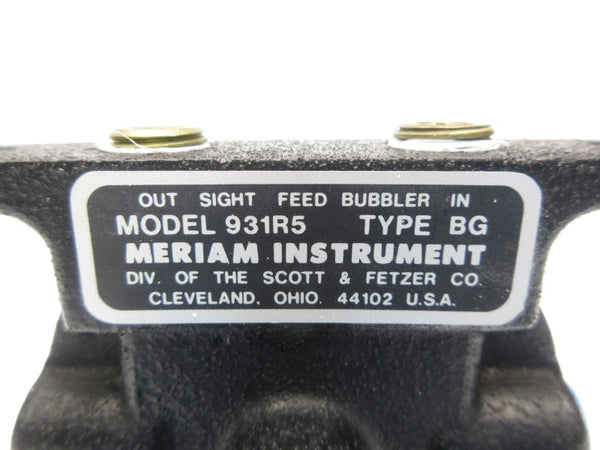 OUT SIGHT FEED BUBBLER IN
MODEL 931R5 TYPE BG
MERIAM INSTRUMENT
DIV. OF THE SCOTT & FETZER CO.
CLEVELAND, OHIO. 44102 U.S.A.